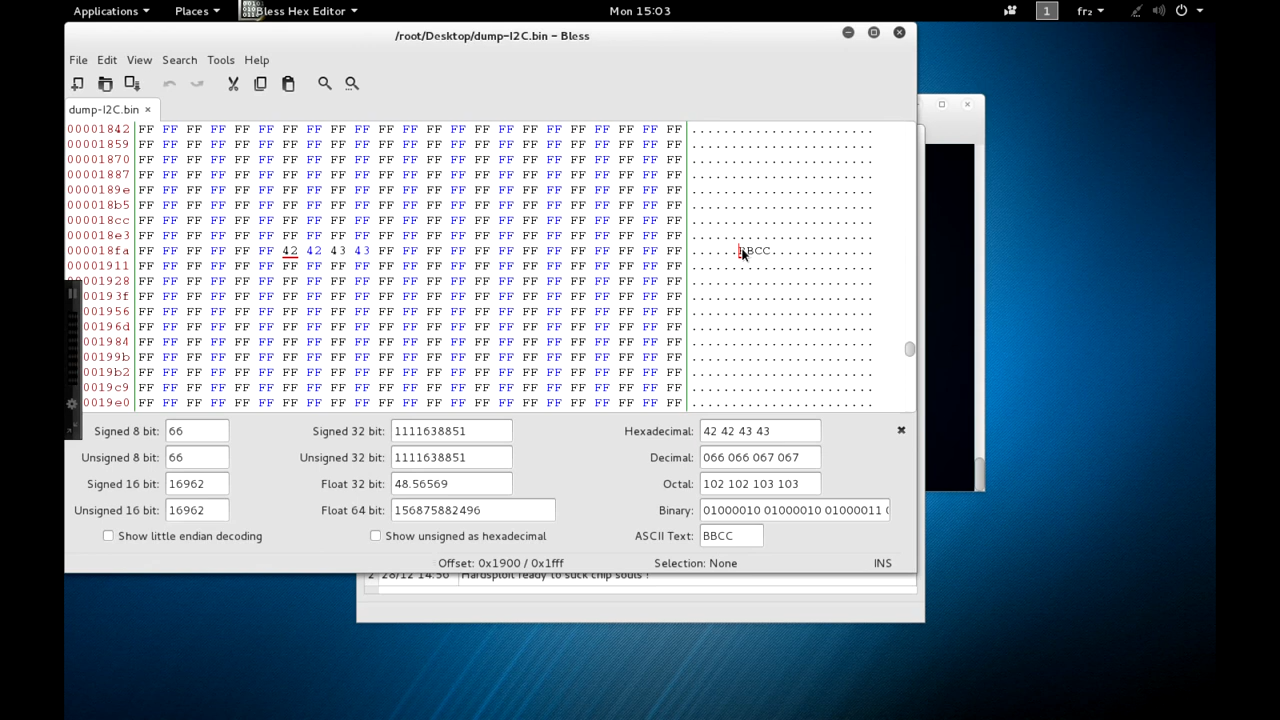 Applications Places Bless Hex Editor Mon 15:03 1 fr₂
/root/Desktop/dump-I2C.bin – Bless
File Edit View Search Tools Help
dump-I2C.bin ×
00001842 FF FF FF FF FF FF FF FF FF FF FF FF FF FF FF FF FF FF FF FF FF FF FF .......................
00001859 FF FF FF FF FF FF FF FF FF FF FF FF FF FF FF FF FF FF FF FF FF FF FF .......................
00001870 FF FF FF FF FF FF FF FF FF FF FF FF FF FF FF FF FF FF FF FF FF FF FF .......................
00001887 FF FF FF FF FF FF FF FF FF FF FF FF FF FF FF FF FF FF FF FF FF FF FF .......................
0000189e FF FF FF FF FF FF FF FF FF FF FF FF FF FF FF FF FF FF FF FF FF FF FF .......................
000018b5 FF FF FF FF FF FF FF FF FF FF FF FF FF FF FF FF FF FF FF FF FF FF FF .......................
000018cc FF FF FF FF FF FF FF FF FF FF FF FF FF FF FF FF FF FF FF FF FF FF FF .......................
000018e3 FF FF FF FF FF FF FF FF FF FF FF FF FF FF FF FF FF FF FF FF FF FF FF .......................
000018fa FF FF FF FF FF FF 42 42 43 43 FF FF FF FF FF FF FF FF FF FF FF FF FF ......BBCC.............
00001911 FF FF FF FF FF FF FF FF FF FF FF FF FF FF FF FF FF FF FF FF FF FF FF .......................
00001928 FF FF FF FF FF FF FF FF FF FF FF FF FF FF FF FF FF FF FF FF FF FF FF .......................
00193f FF FF FF FF FF FF FF FF FF FF FF FF FF FF FF FF FF FF FF FF FF FF FF .......................
001956 FF FF FF FF FF FF FF FF FF FF FF FF FF FF FF FF FF FF FF FF FF FF FF .......................
00196d FF FF FF FF FF FF FF FF FF FF FF FF FF FF FF FF FF FF FF FF FF FF FF .......................
001984 FF FF FF FF FF FF FF FF FF FF FF FF FF FF FF FF FF FF FF FF FF FF FF .......................
00199b FF FF FF FF FF FF FF FF FF FF FF FF FF FF FF FF FF FF FF FF FF FF FF .......................
0019b2 FF FF FF FF FF FF FF FF FF FF FF FF FF FF FF FF FF FF FF FF FF FF FF .......................
0019c9 FF FF FF FF FF FF FF FF FF FF FF FF FF FF FF FF FF FF FF FF FF FF FF .......................
0019e0 FF FF FF FF FF FF FF FF FF FF FF FF FF FF FF FF FF FF FF FF FF FF FF .......................
Signed 8 bit: 66 Signed 32 bit: 1111638851 Hexadecimal: 42 42 43 43
Unsigned 8 bit: 66 Unsigned 32 bit: 1111638851 Decimal: 066 066 067 067
Signed 16 bit: 16962 Float 32 bit: 48.56569 Octal: 102 102 103 103
Unsigned 16 bit: 16962 Float 64 bit: 156875882496 Binary: 01000010 01000010 01000011 0
Show little endian decoding Show unsigned as hexadecimal ASCII Text: BBCC
Offset: 0x1900 / 0x1fff Selection: None INS
2 28/12 14:56 Hardsploit ready to suck chip souls !